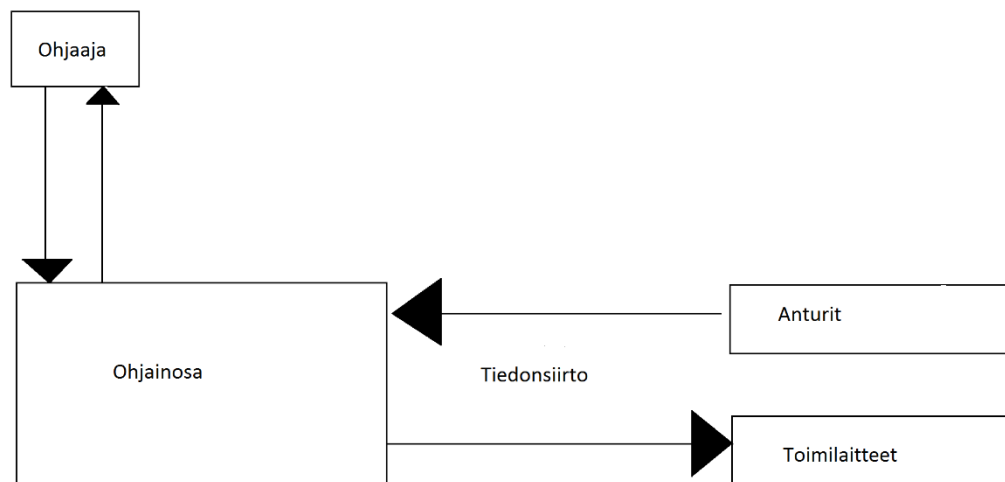 Ohjaaja
Anturit
Ohjainosa
Tiedonsiirto
Toimilaitteet